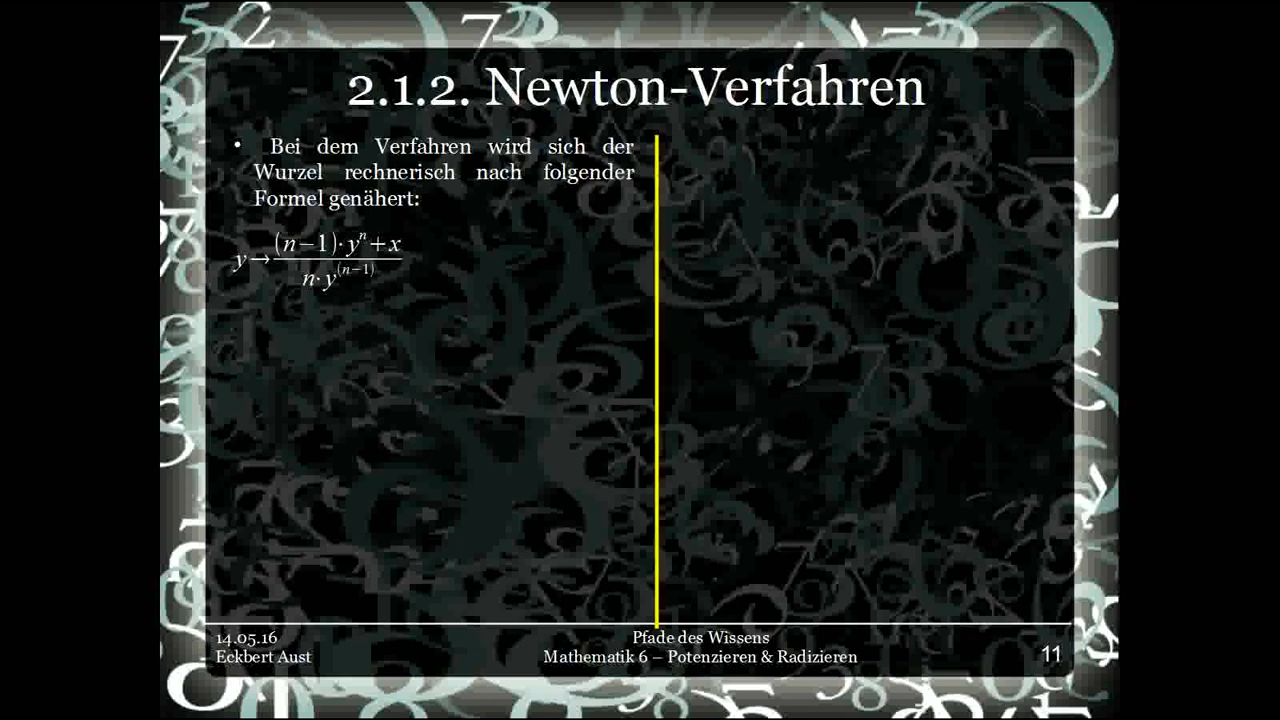 2.1.2. Newton-Verfahren
• Bei dem Verfahren wird sich der
Wurzel rechnerisch nach folgender
Formel genähert:
y→((n−1)·yⁿ+x)/(n·y⁽ⁿ⁻¹⁾)
14.05.16
Eckbert Aust
Pfade des Wissens
Mathematik 6 – Potenzieren & Radizieren
11